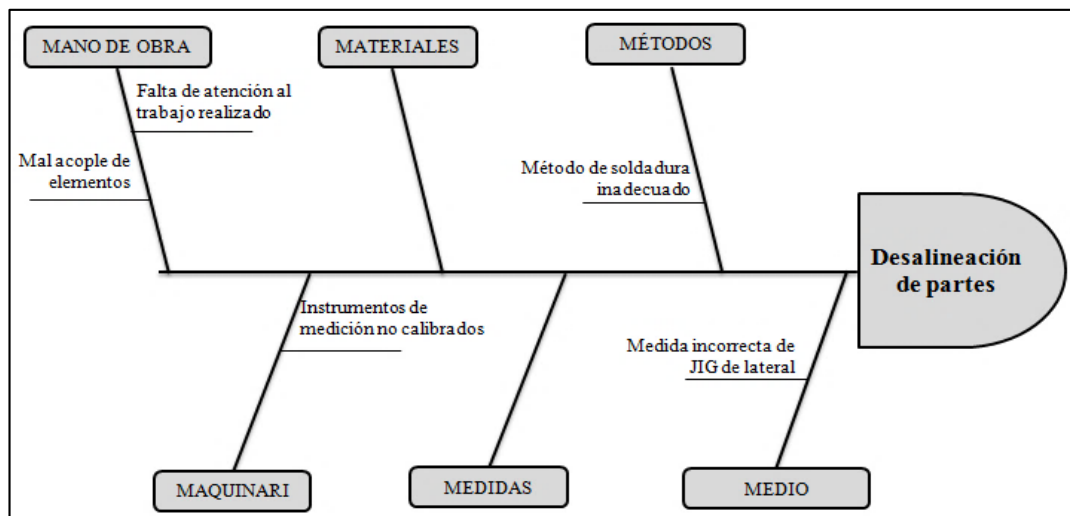 MANO DE OBRA
MATERIALES
MÉTODOS
Falta de atención al
trabajo realizado
Mal acople de
elementos
Método de soldadura
inadecuado
Desalineación
de partes
Instrumentos de
medición no calibrados
Medida incorrecta de
JIG de lateral
MAQUINARI
MEDIDAS
MEDIO